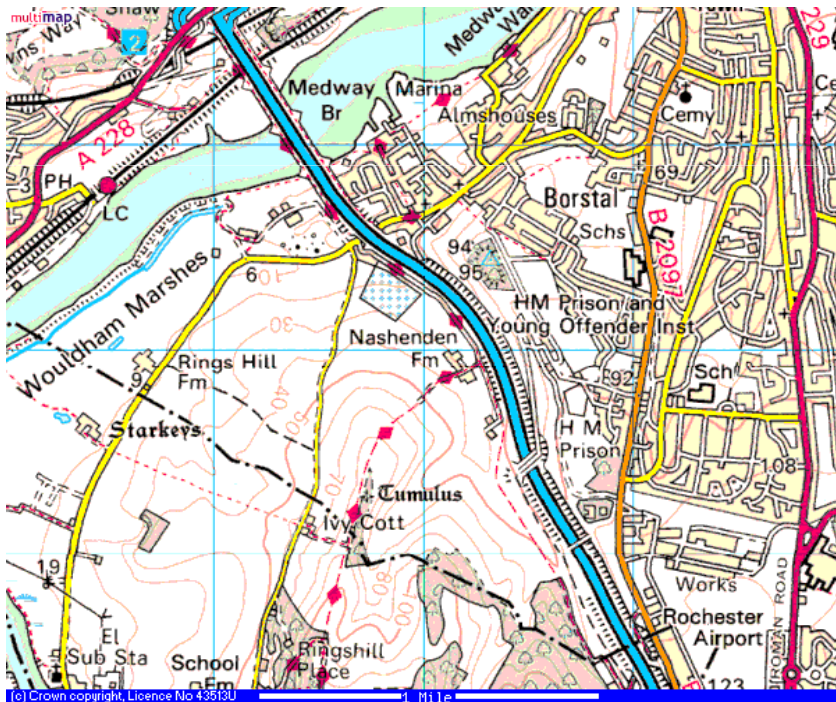 multimap
Shaw
ns Way
2
Medway
Wa
own
229
A 228
Medway
Br
Marina
Almshouses
Cemy
3
PH
LC
69
Borstal
Schs
B 2097
94
95
6
10
30
Wouldham Marshes
HM Prison and
Young Offender Inst
Nashenden
Fm
Rings Hill
Fm
9
40
50
92
Sch
Starkeys
H M
Prison
70
108
Tumulus
Ivy Cott
19
80
100
Works
ROMAN ROAD
El
Sub Sta
Rochester
Airport
Ringshill
Place
School
Fm
123
B
(c) Crown copyright, Licence No 43513U
1 Mile